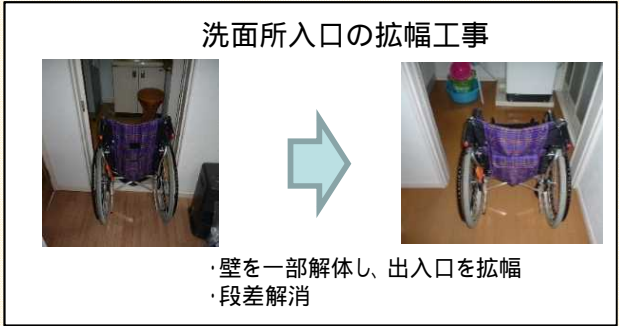 洗面所入口の拡幅工事
・壁を一部解体し、出入口を拡幅
・段差解消